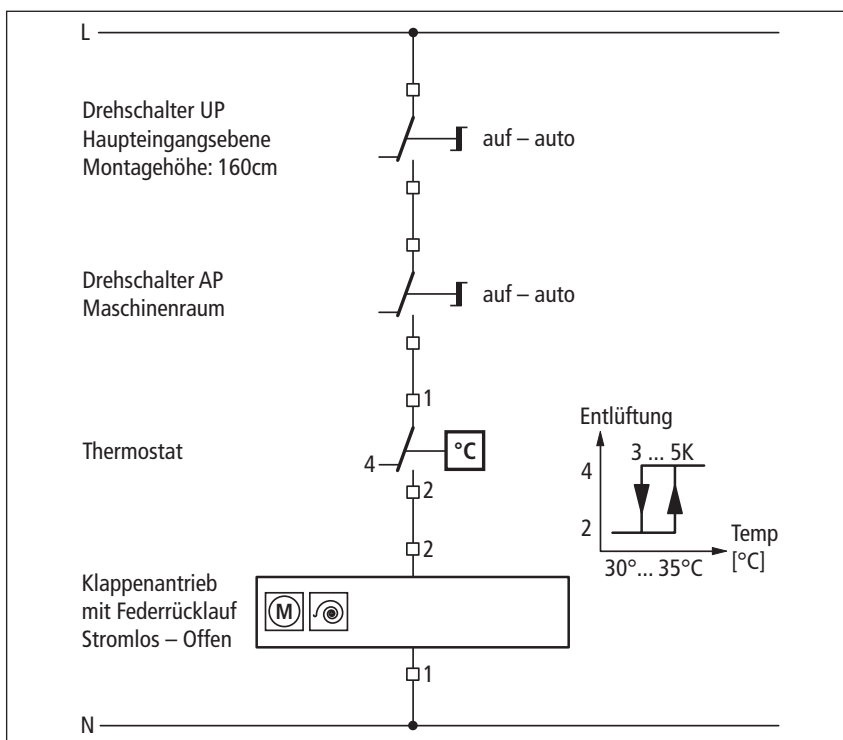 L
Drehschalter UP
Haupteingangsebene
Montagehöhe: 160cm
auf – auto
Drehschalter AP
Maschinenraum
auf – auto
1
Thermostat
4
°C
2
Entlüftung
3 ... 5K
4
2
Temp
[°C]
30°... 35°C
2
Klappenantrieb
mit Federrücklauf
Stromlos – Offen
M
1
N